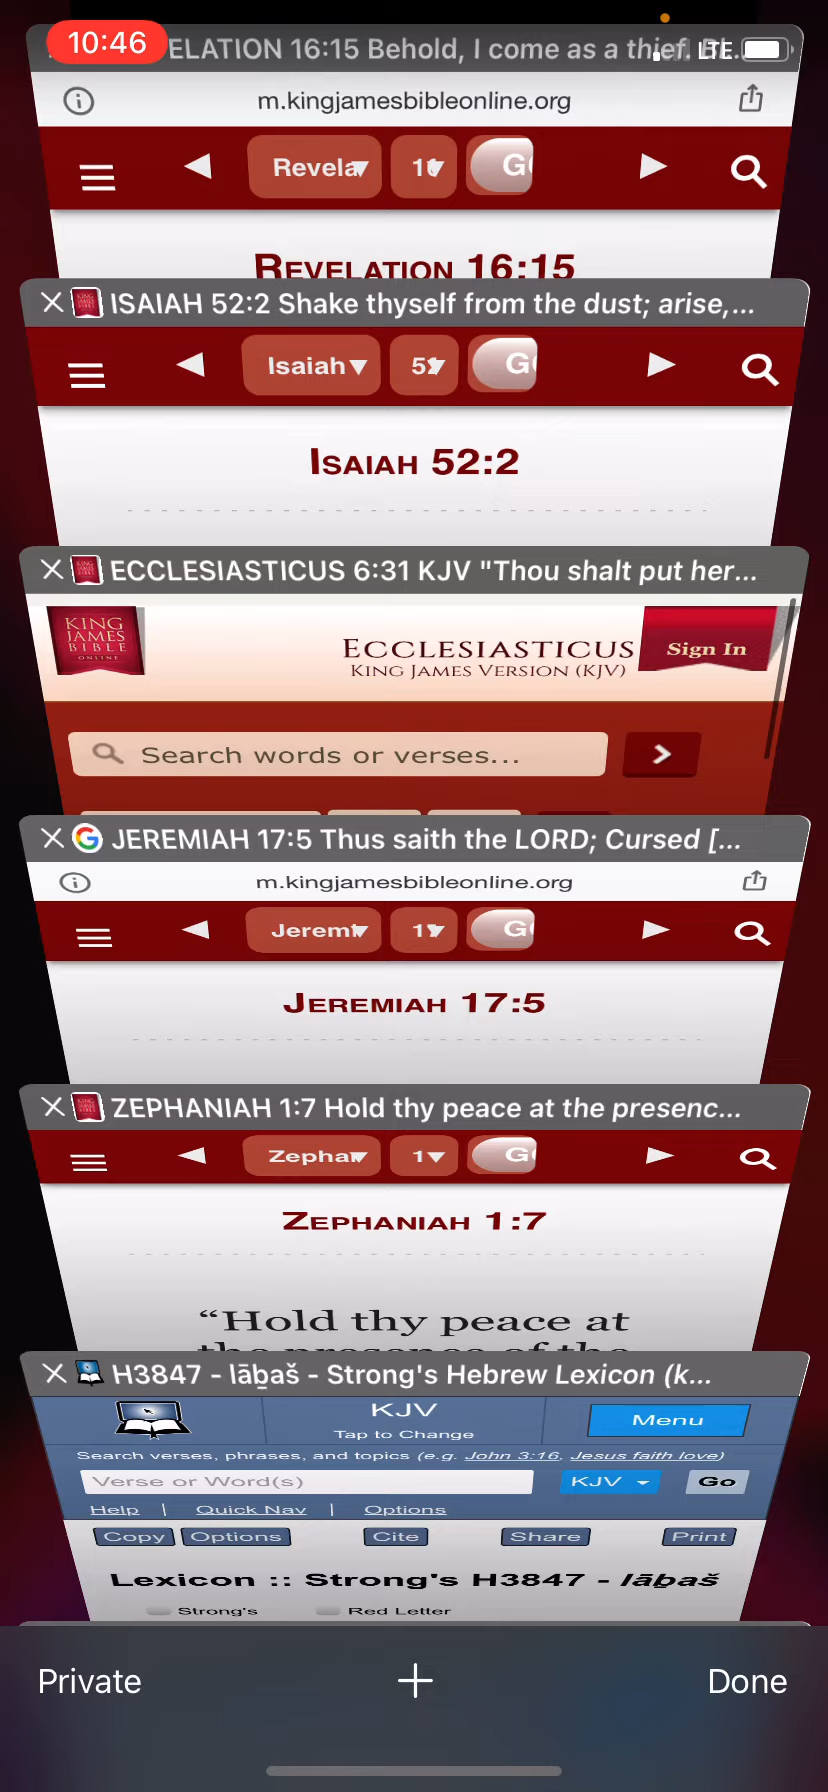 10:46
ELATION 16:15 Behold, I come as a thief.
LTE
m.kingjamesbibleonline.org
Revela
REVELATION 16:15
ISAIAH 52:2 Shake thyself from the dust; arise,...
Isaiah
ISAIAH 52:2
ECCLESIASTICUS 6:31 KJV "Thou shalt put her...
KING JAMES BIBLE ONLINE
ECCLESIASTICUS
KING JAMES VERSION (KJV)
Sign In
Search words or verses...
JEREMIAH 17:5 Thus saith the LORD; Cursed [...
m.kingjamesbibleonline.org
Jeremi
JEREMIAH 17:5
ZEPHANIAH 1:7 Hold thy peace at the presenc...
Zephan
1
ZEPHANIAH 1:7
“Hold thy peace at
the presence of the
H3847 - lāḇaš - Strong's Hebrew Lexicon (k...
KJV
Tap to Change
Menu
Search verses, phrases, and topics (e.g. John 3:16, Jesus faith love)
Verse or Word(s)
KJV
Go
Help | Quick Nav | Options
Copy Options Cite Share Print
Lexicon :: Strong's H3847 - lāḇaš
Strong's Red Letter
Private + Done